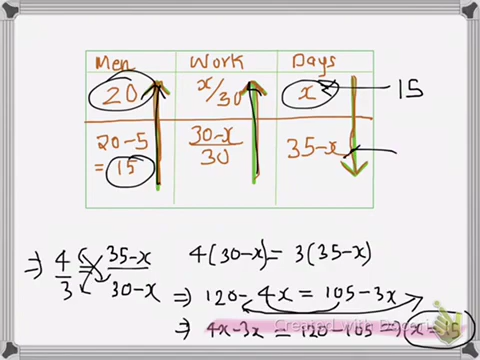 Men Work Days
20 x/30 x ← 15
20-5 = 15 (30-x)/30 35-x
⇒ 4/3 = (35-x)/(30-x)
4(30-x) = 3(35-x)
⇒ 120-4x = 105-3x
⇒ 4x-3x = 120-105 ⇒ x=15